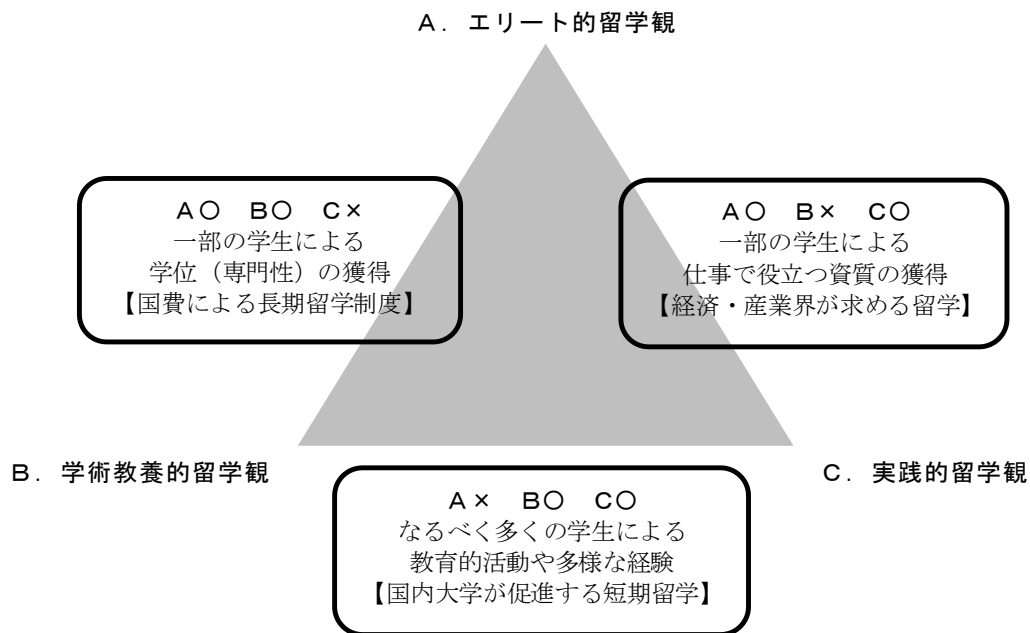 A．エリート的留学観
A○　B○　C×
一部の学生による
学位（専門性）の獲得
【国費による長期留学制度】
A○　B×　C○
一部の学生による
仕事で役立つ資質の獲得
【経済・産業界が求める留学】
B．学術教養的留学観
C．実践的留学観
A×　B○　C○
なるべく多くの学生による
教育的活動や多様な経験
【国内大学が促進する短期留学】